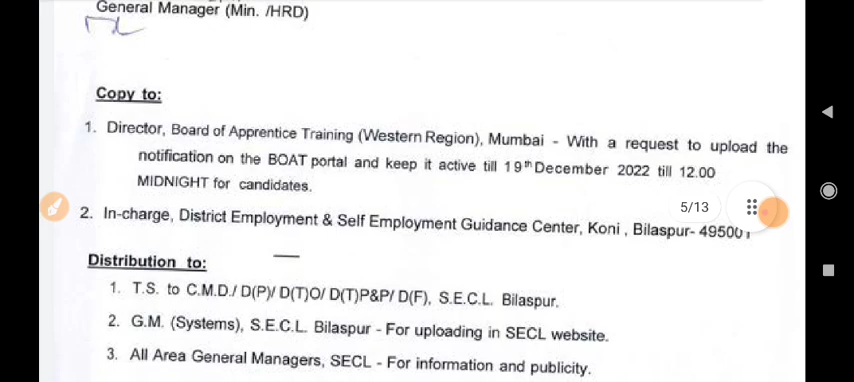 General Manager (Min. /HRD)
Copy to:
1. Director, Board of Apprentice Training (Western Region), Mumbai - With a request to upload the
notification on the BOAT portal and keep it active till 19th December 2022 till 12.00
MIDNIGHT for candidates.
5/13
2. In-charge, District Employment & Self Employment Guidance Center, Koni , Bilaspur- 495001
Distribution to:
1. T.S. to C.M.D./ D(P)/ D(T)O/ D(T)P&P/ D(F), S.E.C.L. Bilaspur.
2. G.M. (Systems), S.E.C.L. Bilaspur - For uploading in SECL website.
3. All Area General Managers, SECL - For information and publicity.